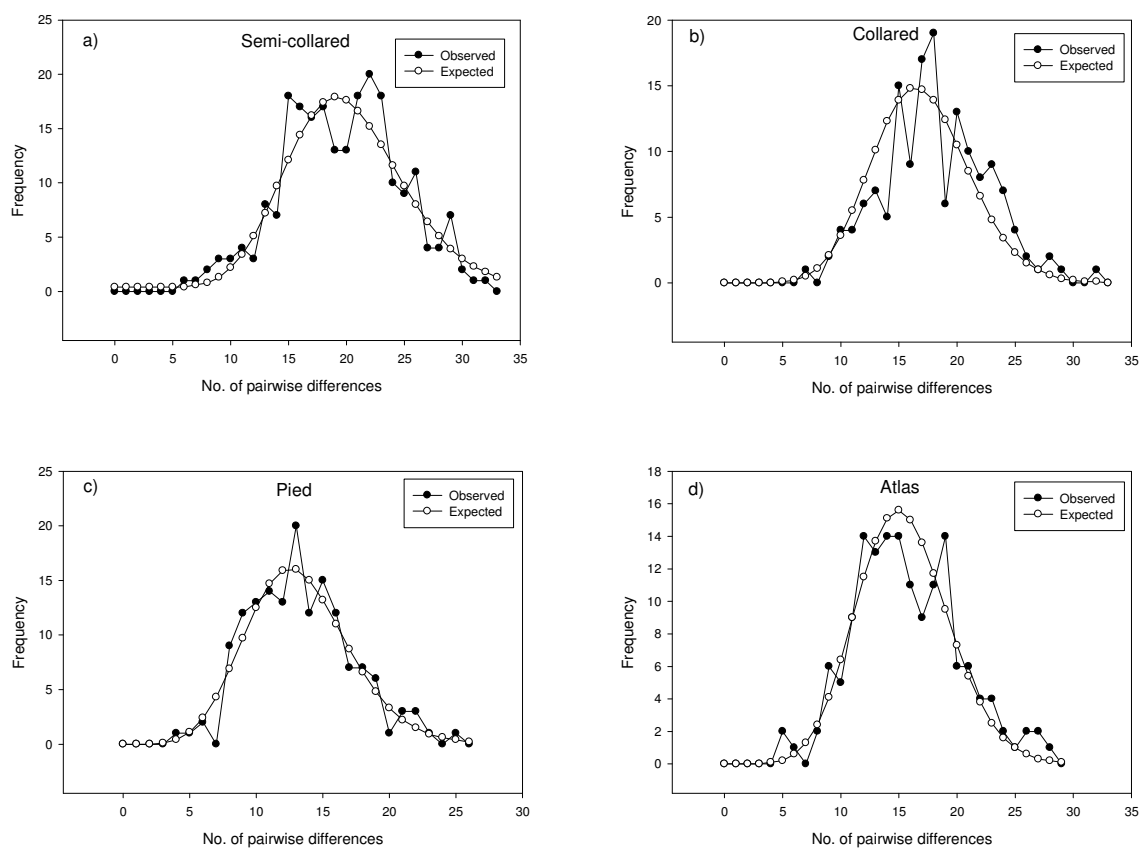 a)
Semi-collared
Observed
Expected
25
20
15
10
5
0
Frequency
0 5 10 15 20 25 30 35
No. of pairwise differences
b)
Collared
Observed
Expected
20
15
10
5
0
Frequency
0 5 10 15 20 25 30 35
No. of pairwise differences
c)
Pied
Observed
Expected
25
20
15
10
5
0
Frequency
0 5 10 15 20 25 30
No. of pairwise differences
d)
Atlas
Observed
Expected
18
16
14
12
10
8
6
4
2
0
Frequency
0 5 10 15 20 25 30 35
No. of pairwise differences